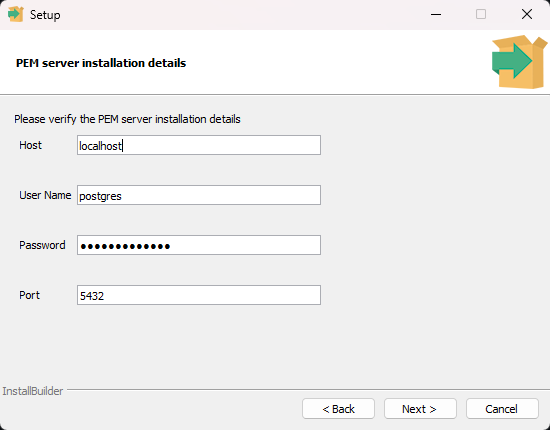 Setup
PEM server installation details
Please verify the PEM server installation details
Host localhost
User Name postgres
Password •••••••••••••
Port 5432
InstallBuilder
< Back Next > Cancel